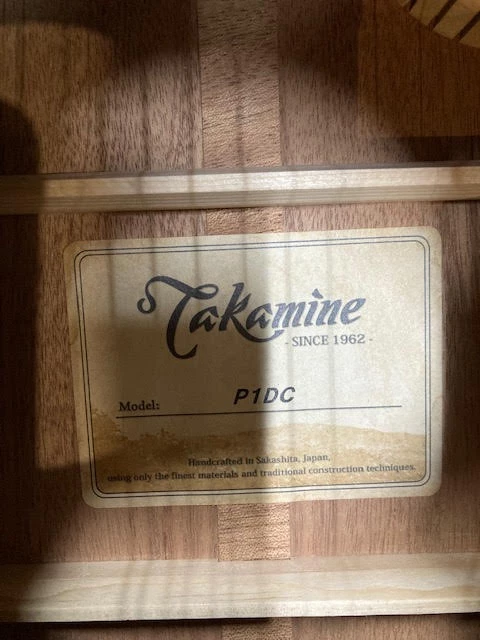 Takamine
- SINCE 1962 -
Model: P1DC
Handcrafted in Sakashita, Japan,
using only the finest materials and traditional construction techniques.